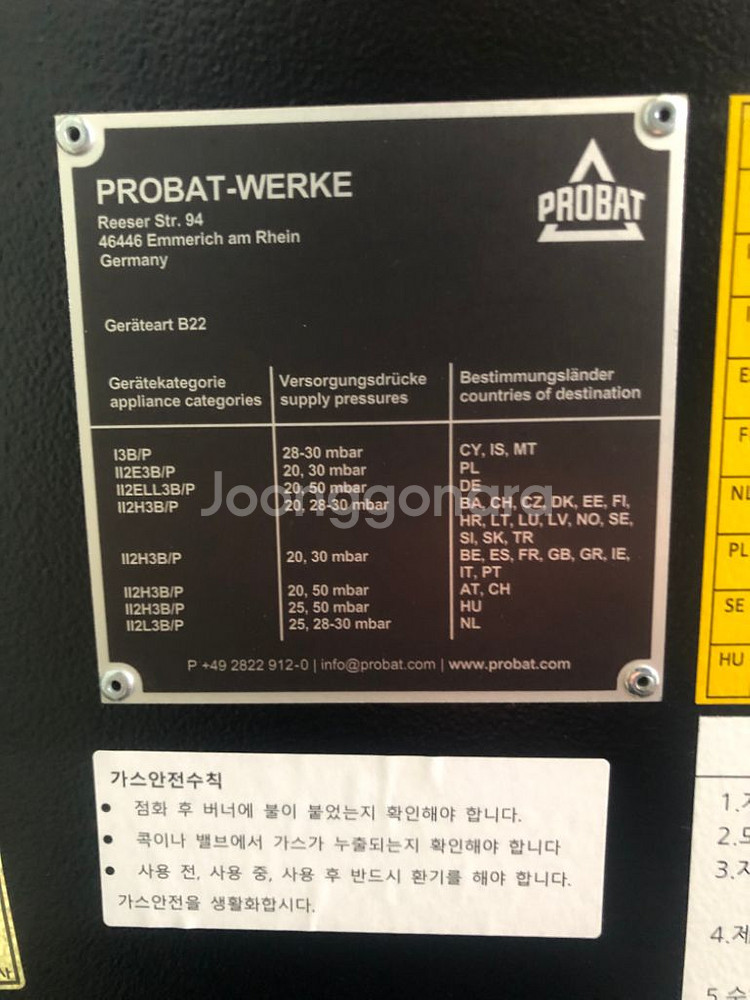 PROBAT-WERKE
Reeser Str. 94
46446 Emmerich am Rhein
Germany
PROBAT
Geräteart B22
Gerätekategorie Versorgungsdrücke Bestimmungsländer
appliance categories supply pressures countries of destination
I3B/P 28-30 mbar CY, IS, MT
II2E3B/P 20, 30 mbar PL
II2ELL3B/P 20, 50 mbar DE
II2H3B/P 20, 28-30 mbar BA, CH, CZ, DK, EE, FI,
HR, LT, LU, LV, NO, SE,
SI, SK, TR
II2H3B/P 20, 30 mbar BE, ES, FR, GB, GR, IE,
IT, PT
II2H3B/P 20, 50 mbar AT, CH
II2H3B/P 25, 50 mbar HU
II2L3B/P 25, 28-30 mbar NL
P +49 2822 912-0 | info@probat.com | www.probat.com
Joonggonara
가스안전수칙
• 점화 후 버너에 불이 붙었는지 확인해야 합니다.
• 콕이나 밸브에서 가스가 누출되는지 확인해야 합니다
• 사용 전, 사용 중, 사용 후 반드시 환기를 해야 합니다.
가스안전을 생활화합시다.
NL
PL
SE
HU
1.
2.
3.
4.제
5.